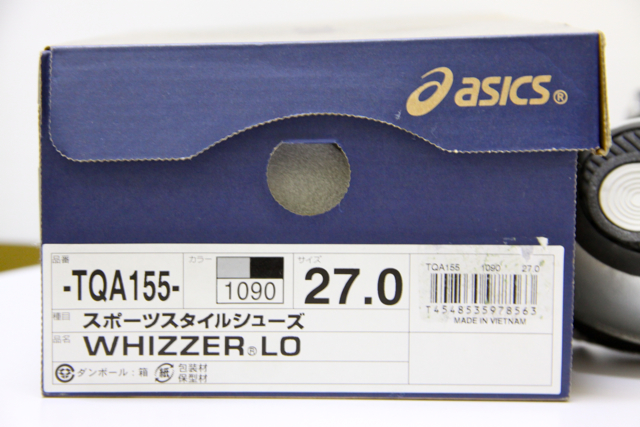 asics®
品番
-TQA155-
カラー
1090
サイズ
27.0
TQA155 1090 27.0
T4548535978563
MADE IN VIETNAM
種目
スポーツスタイルシューズ
品名
WHIZZER®LO
ダンボール：箱
紙
包装材
保型材